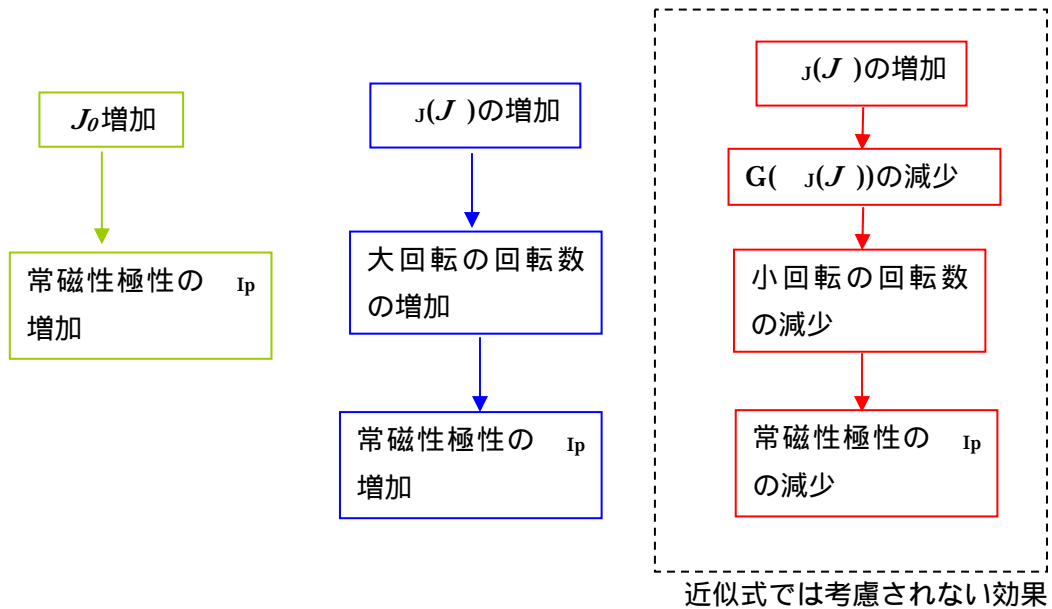 J0増加
常磁性極性の Ip
増加
J(J )の増加
大回転の回転数
の増加
常磁性極性の Ip
増加
J(J )の増加
G( J(J ))の減少
小回転の回転数
の減少
常磁性極性の Ip
の減少
近似式では考慮されない効果